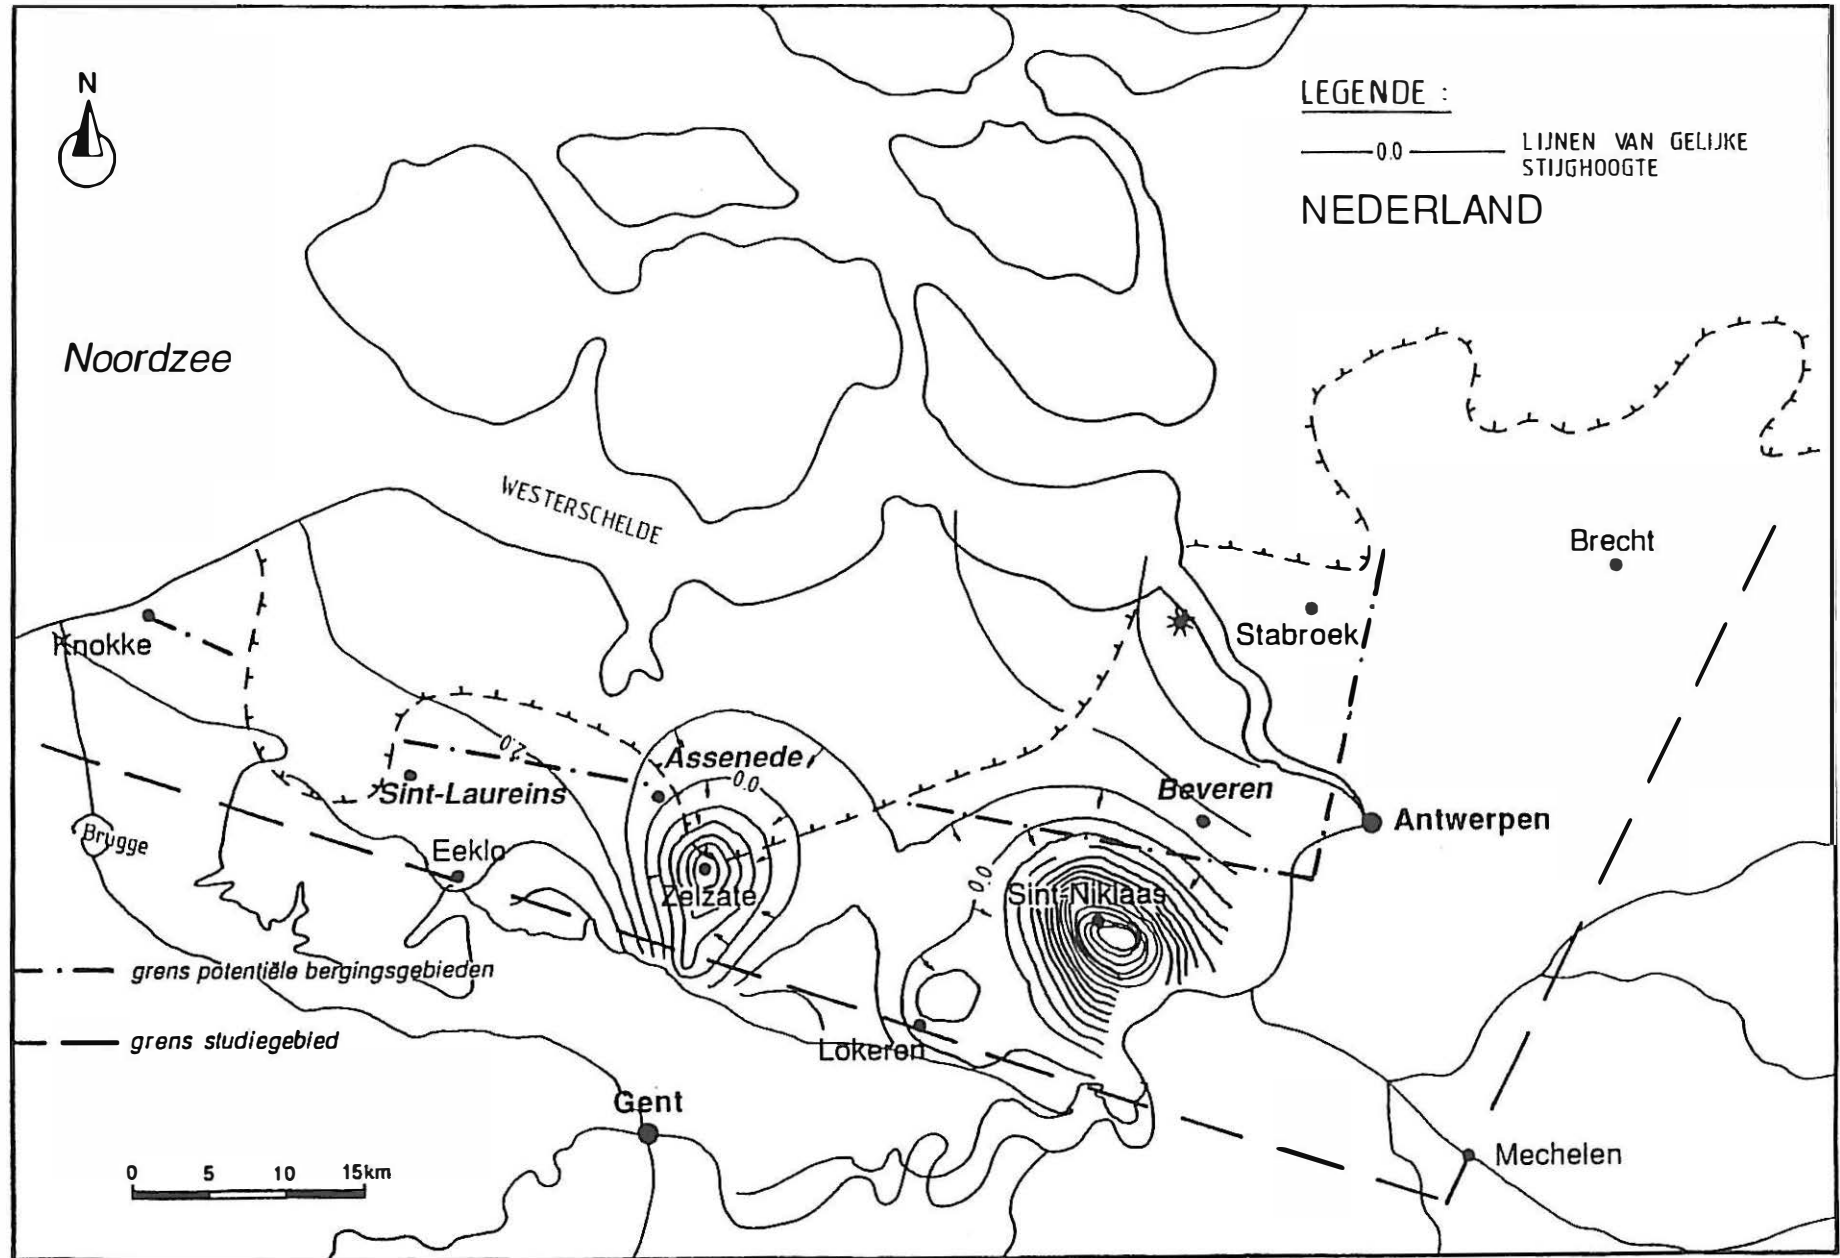 N
LEGENDE :
0.0
LIJNEN VAN GELIJKE
STIJGHOOGTE
NEDERLAND
Noordzee
WESTERSCHELDE
Brecht
Stabroek
Knokke
Assenede
0.0
Beveren
Sint-Laureins
Antwerpen
Brugge
Eeklo
Zelzate
0.0
Sint-Niklaas
grens potentiële bergingsgebieden
grens studiegebied
Lokeren
Gent
Mechelen
0 5 10 15km